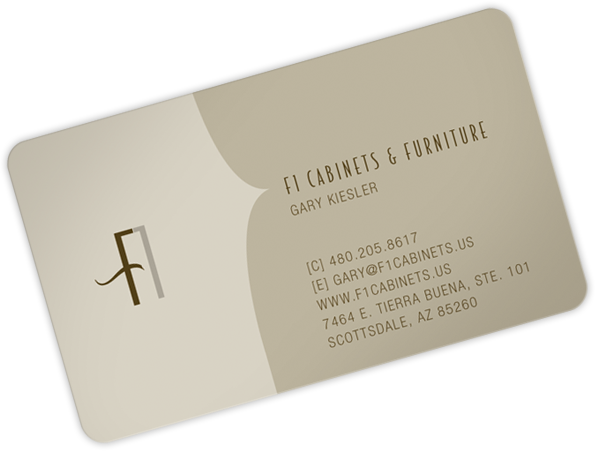 F1
F1 CABINETS & FURNITURE
GARY KIESLER
[C] 480.205.8617
[E] GARY@F1CABINETS.US
WWW.F1CABINETS.US
7464 E. TIERRA BUENA, STE. 101
SCOTTSDALE, AZ 85260